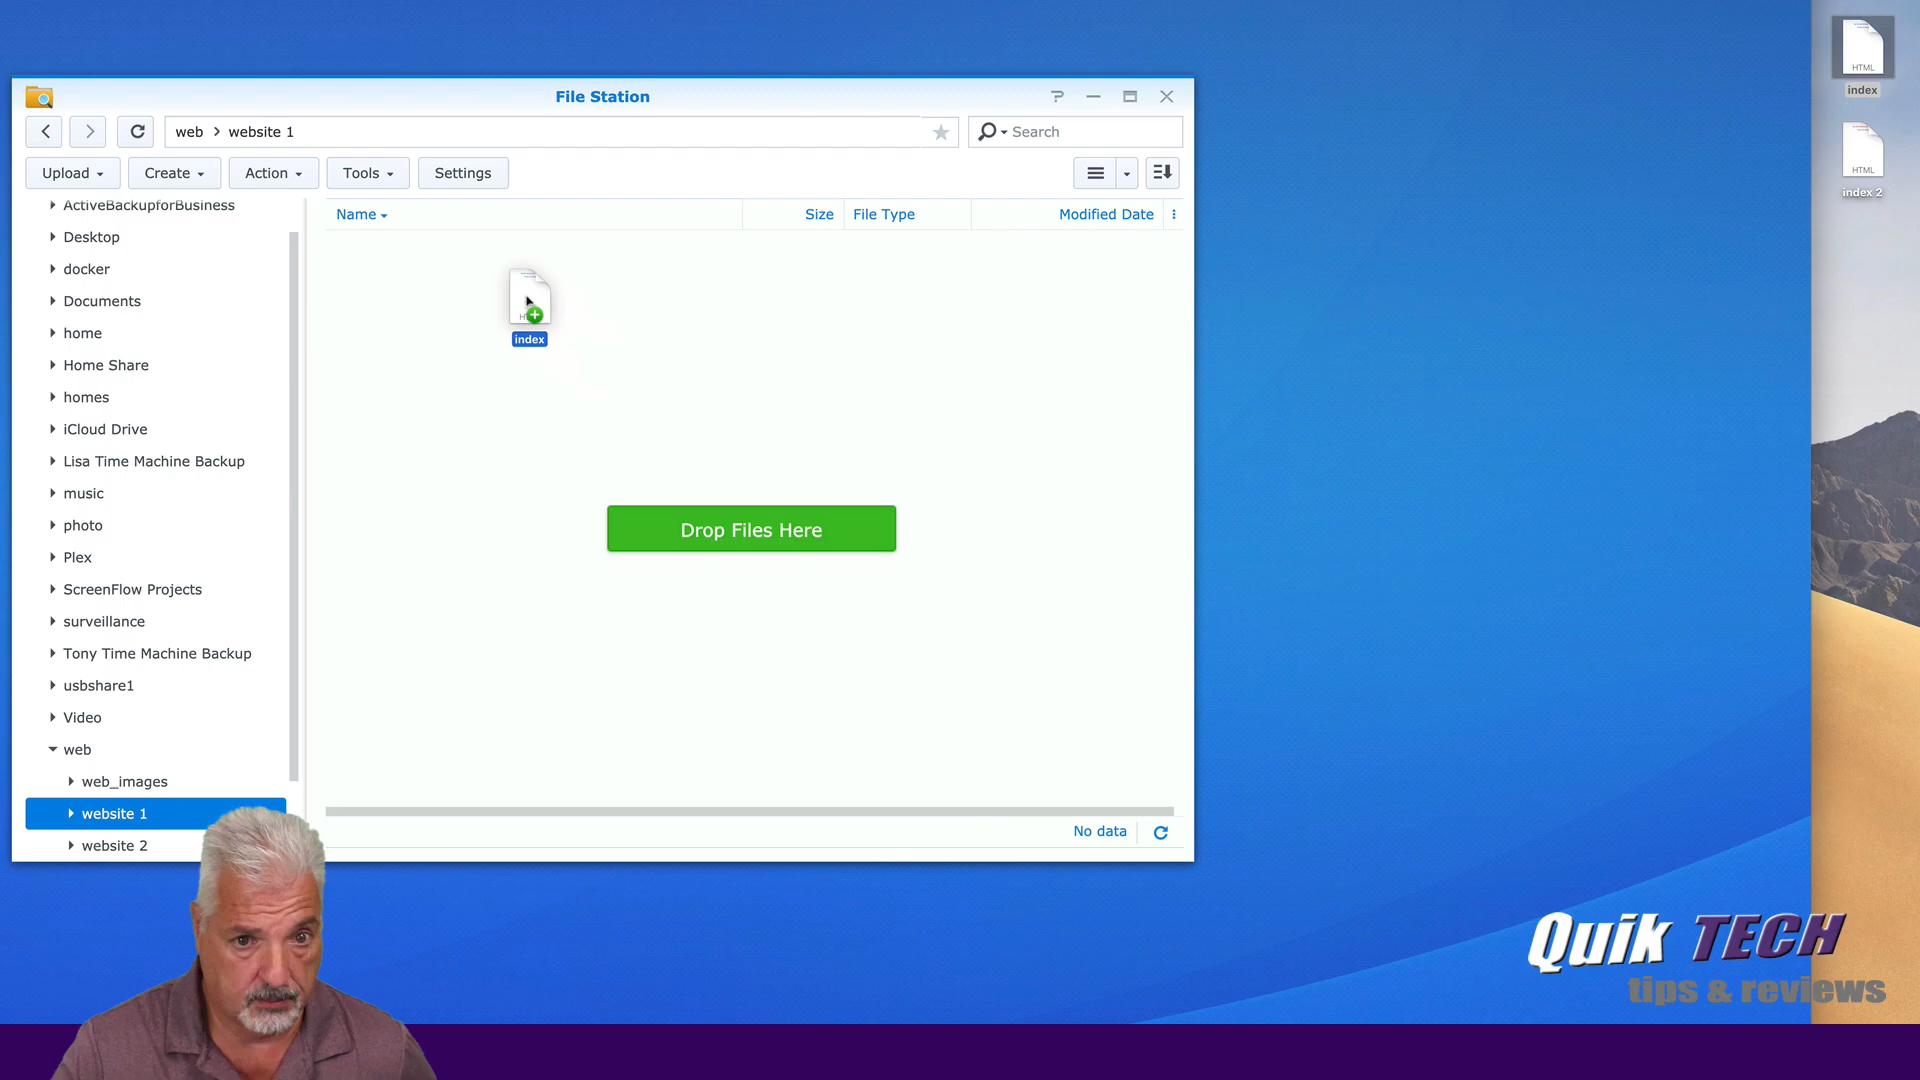 File Station
web > website 1
Search
Upload
Create
Action
Tools
Settings
ActiveBackupforBusiness
Desktop
docker
Documents
home
Home Share
homes
iCloud Drive
Lisa Time Machine Backup
music
photo
Plex
ScreenFlow Projects
surveillance
Tony Time Machine Backup
usbshare1
Video
web
web_images
website 1
website 2
Name
Size
File Type
Modified Date
index
Drop Files Here
No data
HTML
index
HTML
index 2
Quik TECH
tips & reviews